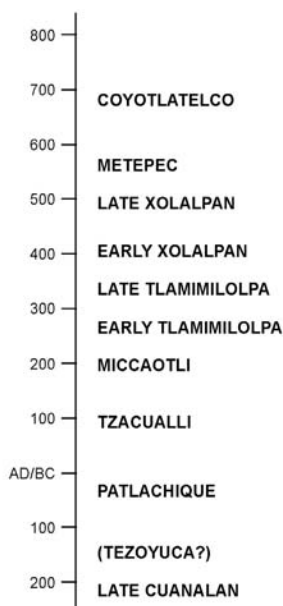 800
700
COYOTLATELCO
600
METEPEC
500
LATE XOLALPAN
400
EARLY XOLALPAN
LATE TLAMIMILOLPA
300
EARLY TLAMIMILOLPA
200
MICCAOTLI
100
TZACUALLI
AD/BC
PATLACHIQUE
100
(TEZOYUCA?)
200
LATE CUANALAN